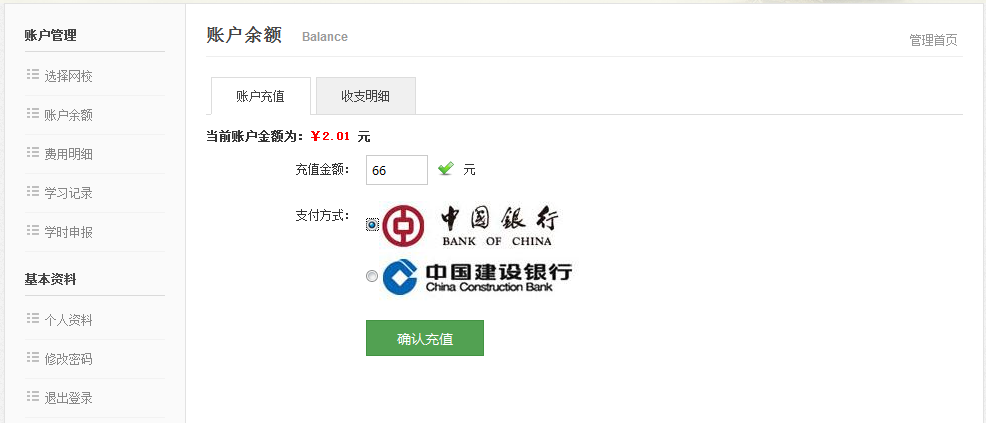 账户管理
选择网校
账户余额
费用明细
学习记录
学时申报
基本资料
个人资料
修改密码
退出登录
账户余额 Balance
管理首页
账户充值 收支明细
当前账户金额为：￥2.01 元
充值金额： 66 元
支付方式：
中国銀行
BANK OF CHINA
中国建设银行
China Construction Bank
确认充值